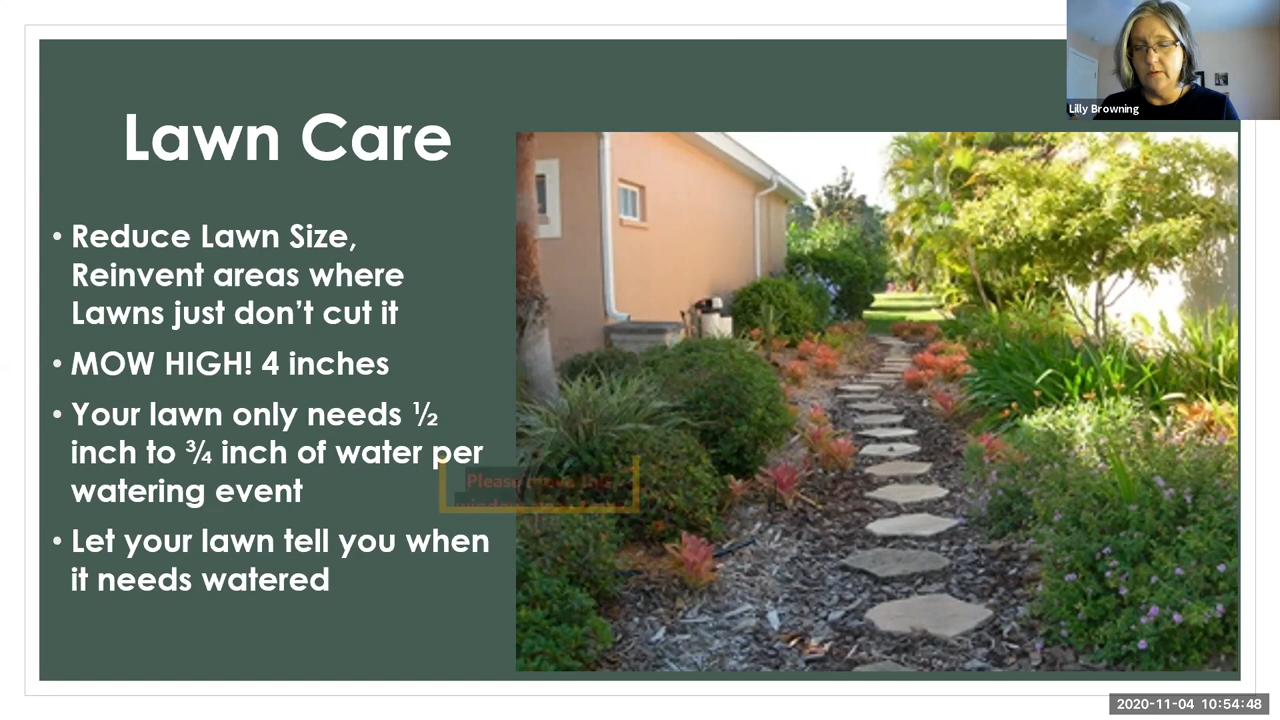 Lilly Browning
Lawn Care
• Reduce Lawn Size,
Reinvent areas where
Lawns just don’t cut it
• MOW HIGH! 4 inches
• Your lawn only needs ½
inch to ¾ inch of water per
watering event
• Let your lawn tell you when
it needs watered
Please
2020-11-04 10:54:48